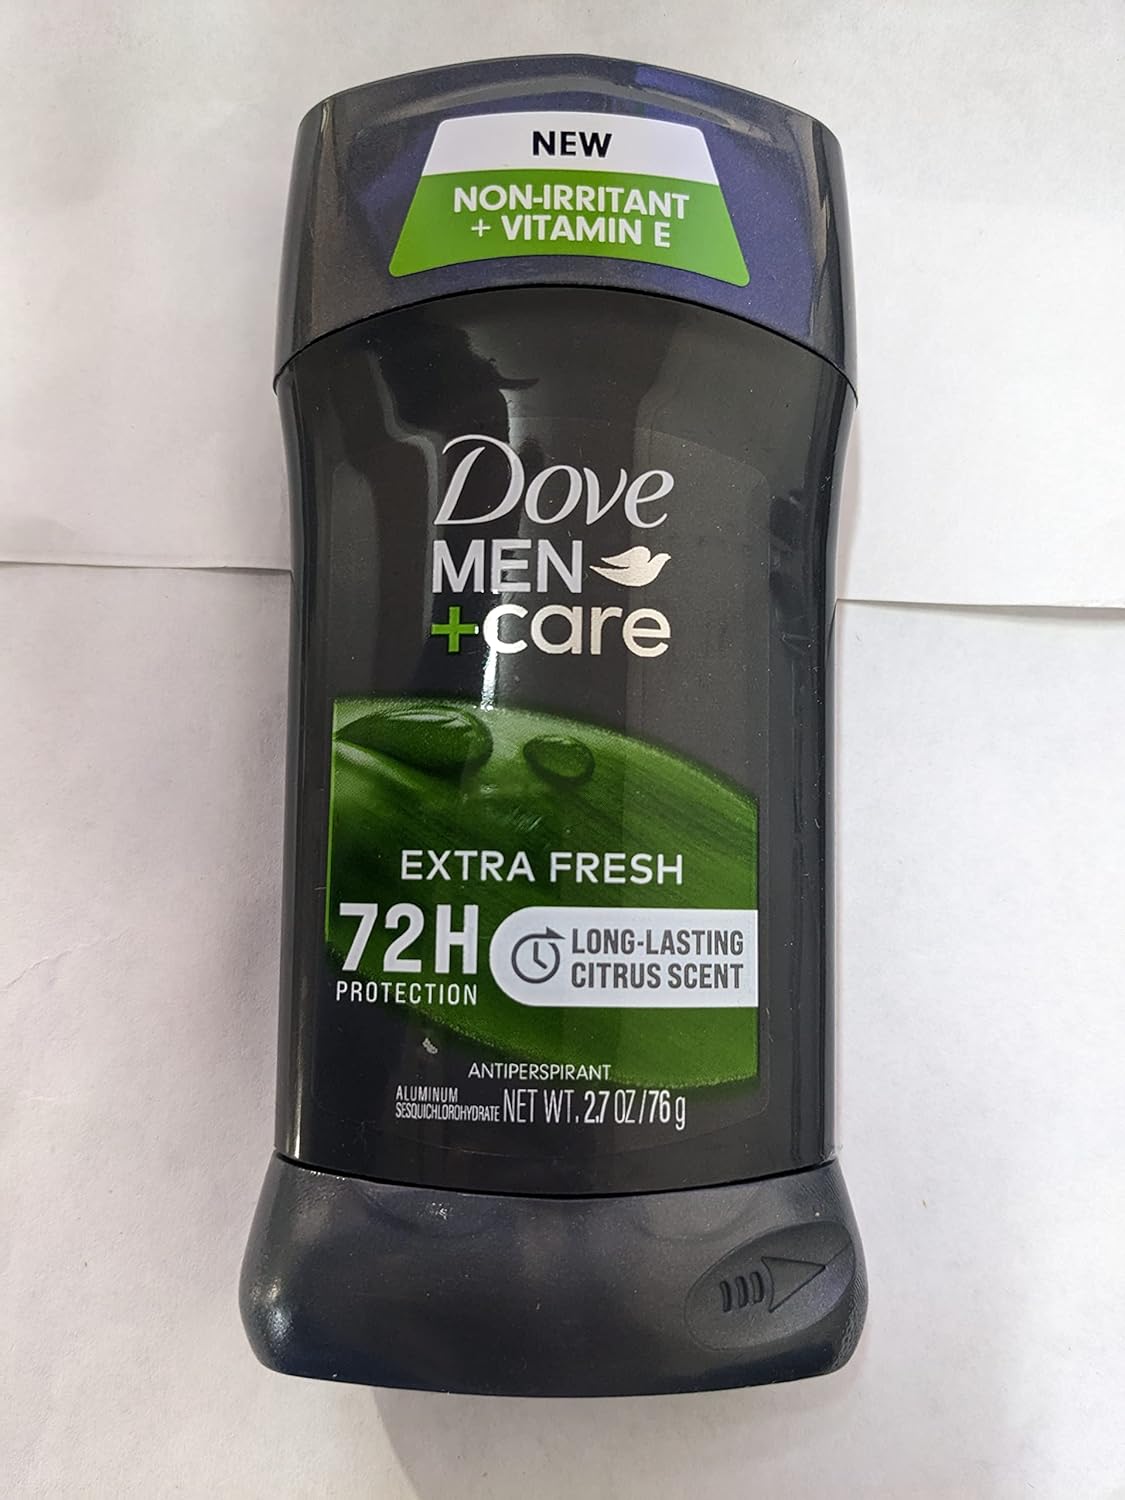 NEW
NON-IRRITANT
+ VITAMIN E
Dove
MEN
+care
EXTRA FRESH
72H
PROTECTION
LONG-LASTING
CITRUS SCENT
ANTIPERSPIRANT
ALUMINUM
SESQUICHLOROHYDRATE NET WT. 2.7 OZ/76 g